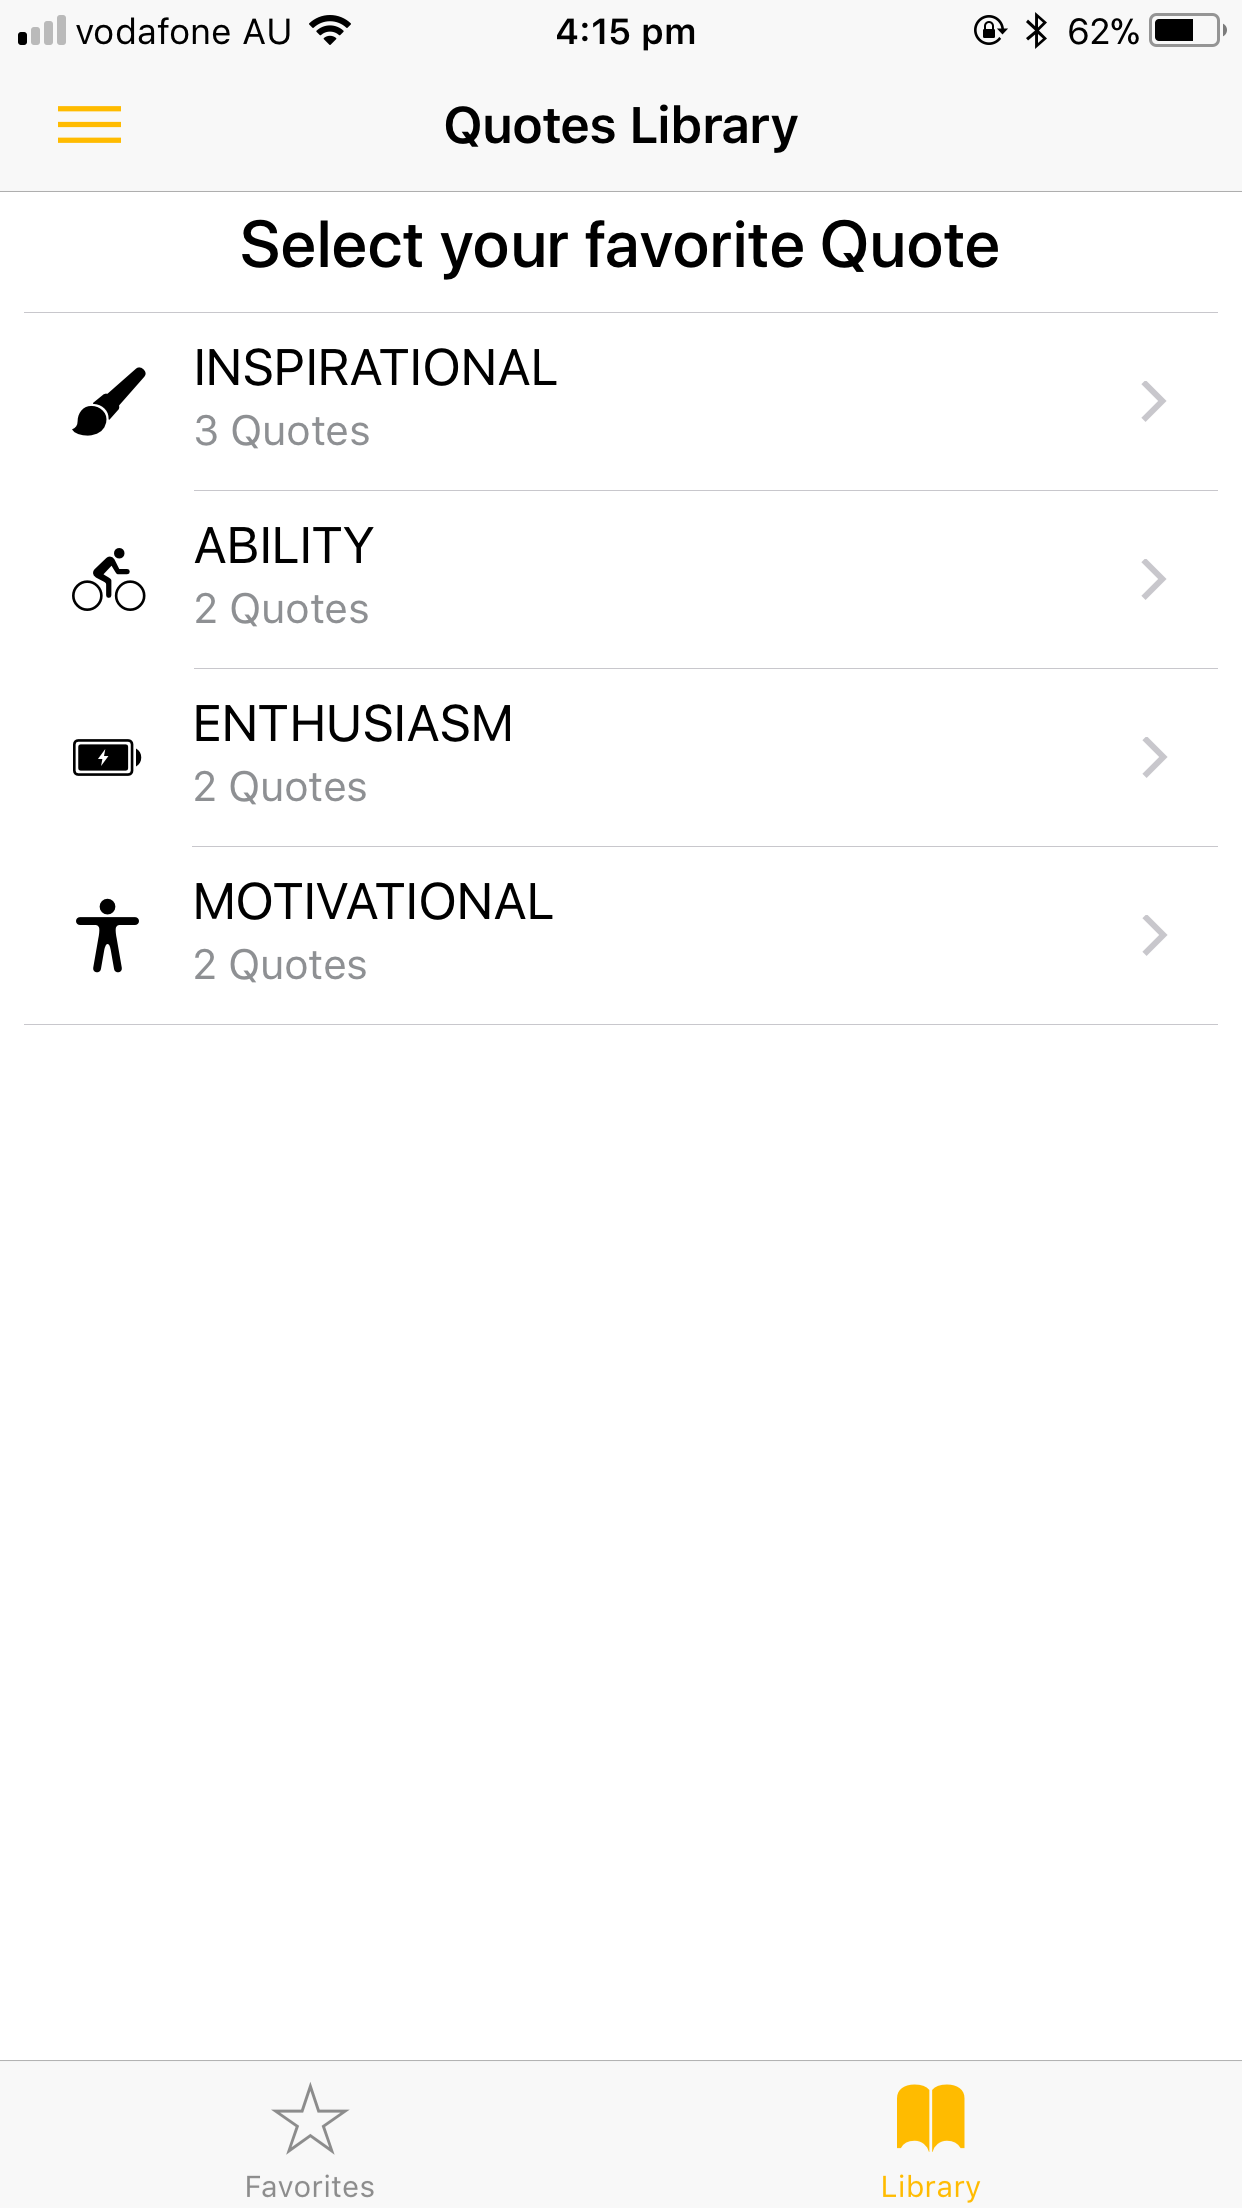 vodafone AU 4:15 pm 62%
Quotes Library
Select your favorite Quote
INSPIRATIONAL
3 Quotes
ABILITY
2 Quotes
ENTHUSIASM
2 Quotes
MOTIVATIONAL
2 Quotes
Favorites Library